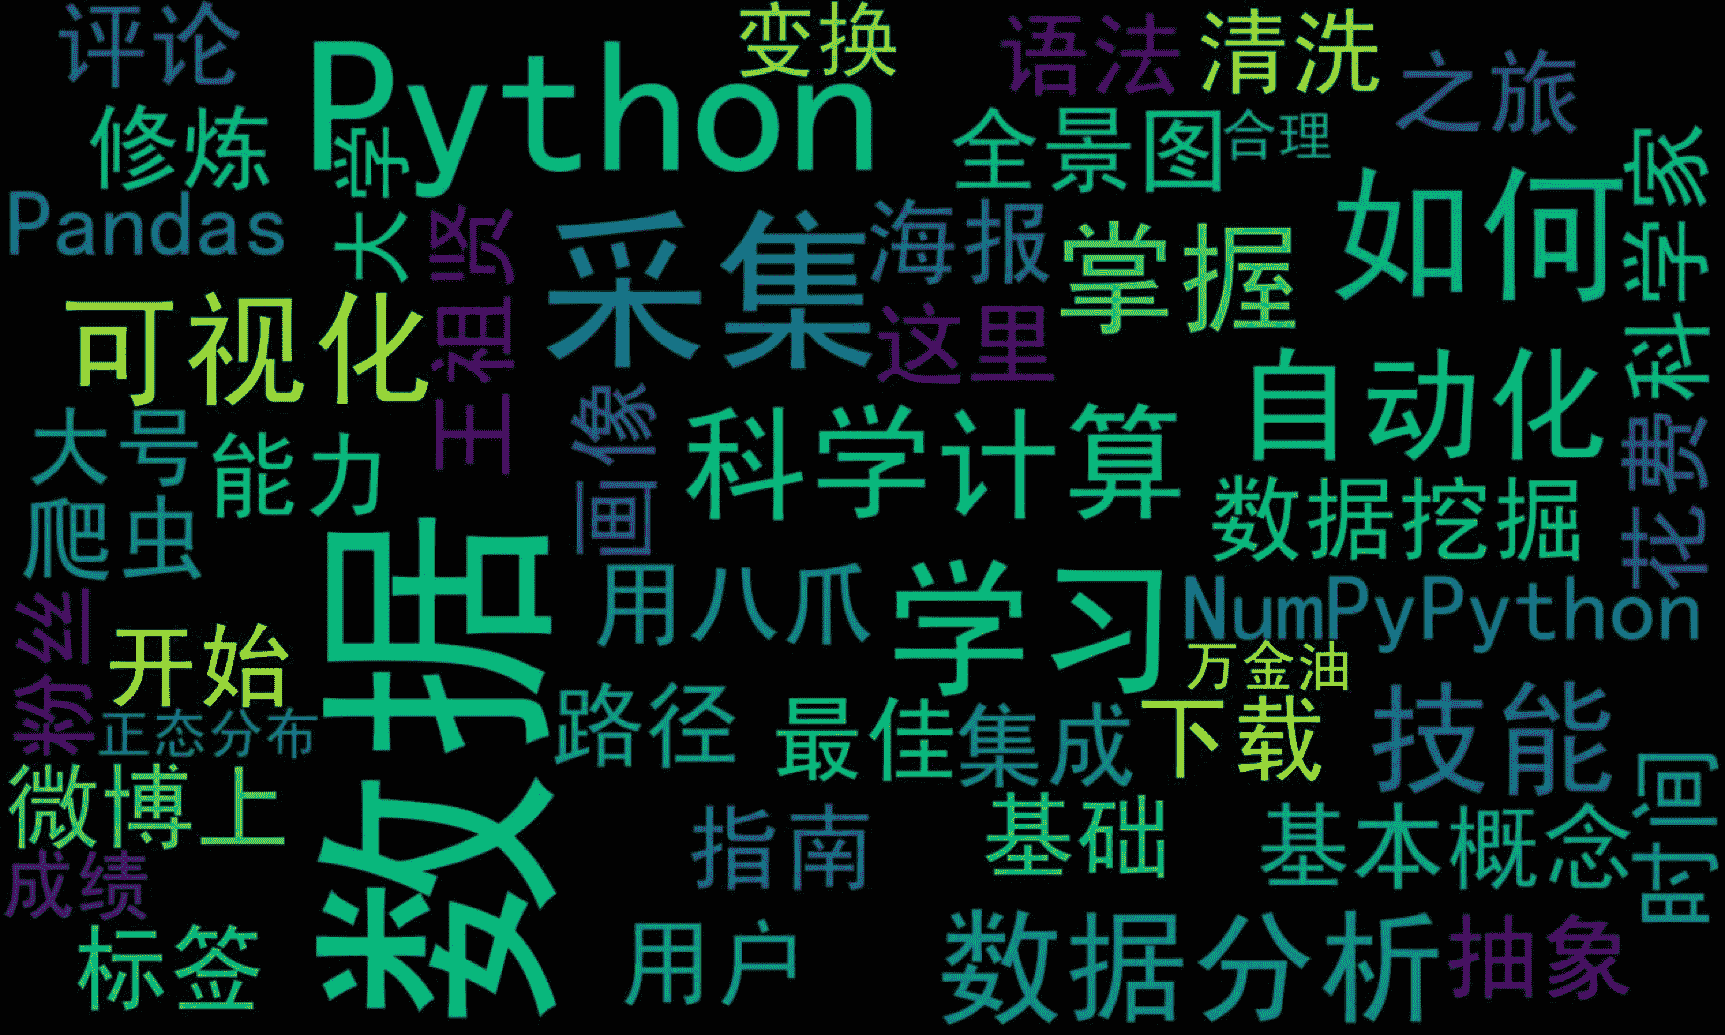 评论
Python
变换
语法
清洗
之旅
修炼
大学
全景图
合理
科学家
Pandas
王祖贤
采集
海报
掌握
如何
可视化
这里
自动化
大号
能力
画像
科学计算
花费
爬虫
数据
数据挖掘
用八爪
学习
NumPyPython
粉丝
开始
万金油
正态分布
路径
最佳
集成
下载
技能
微博上
时间
成绩
指南
基础
基本概念
标签
用户
数据分析
抽象